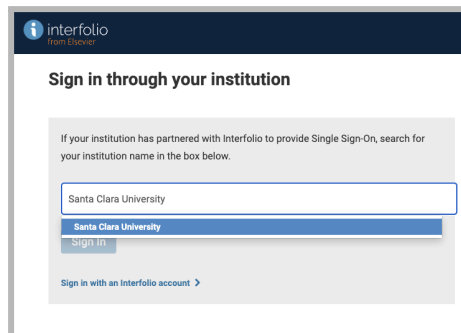 interfolio
from Elsevier
Sign in through your institution
If your institution has partnered with Interfolio to provide Single Sign-On, search for
your institution name in the box below.
Santa Clara University
Santa Clara University
Sign In
Sign in with an Interfolio account